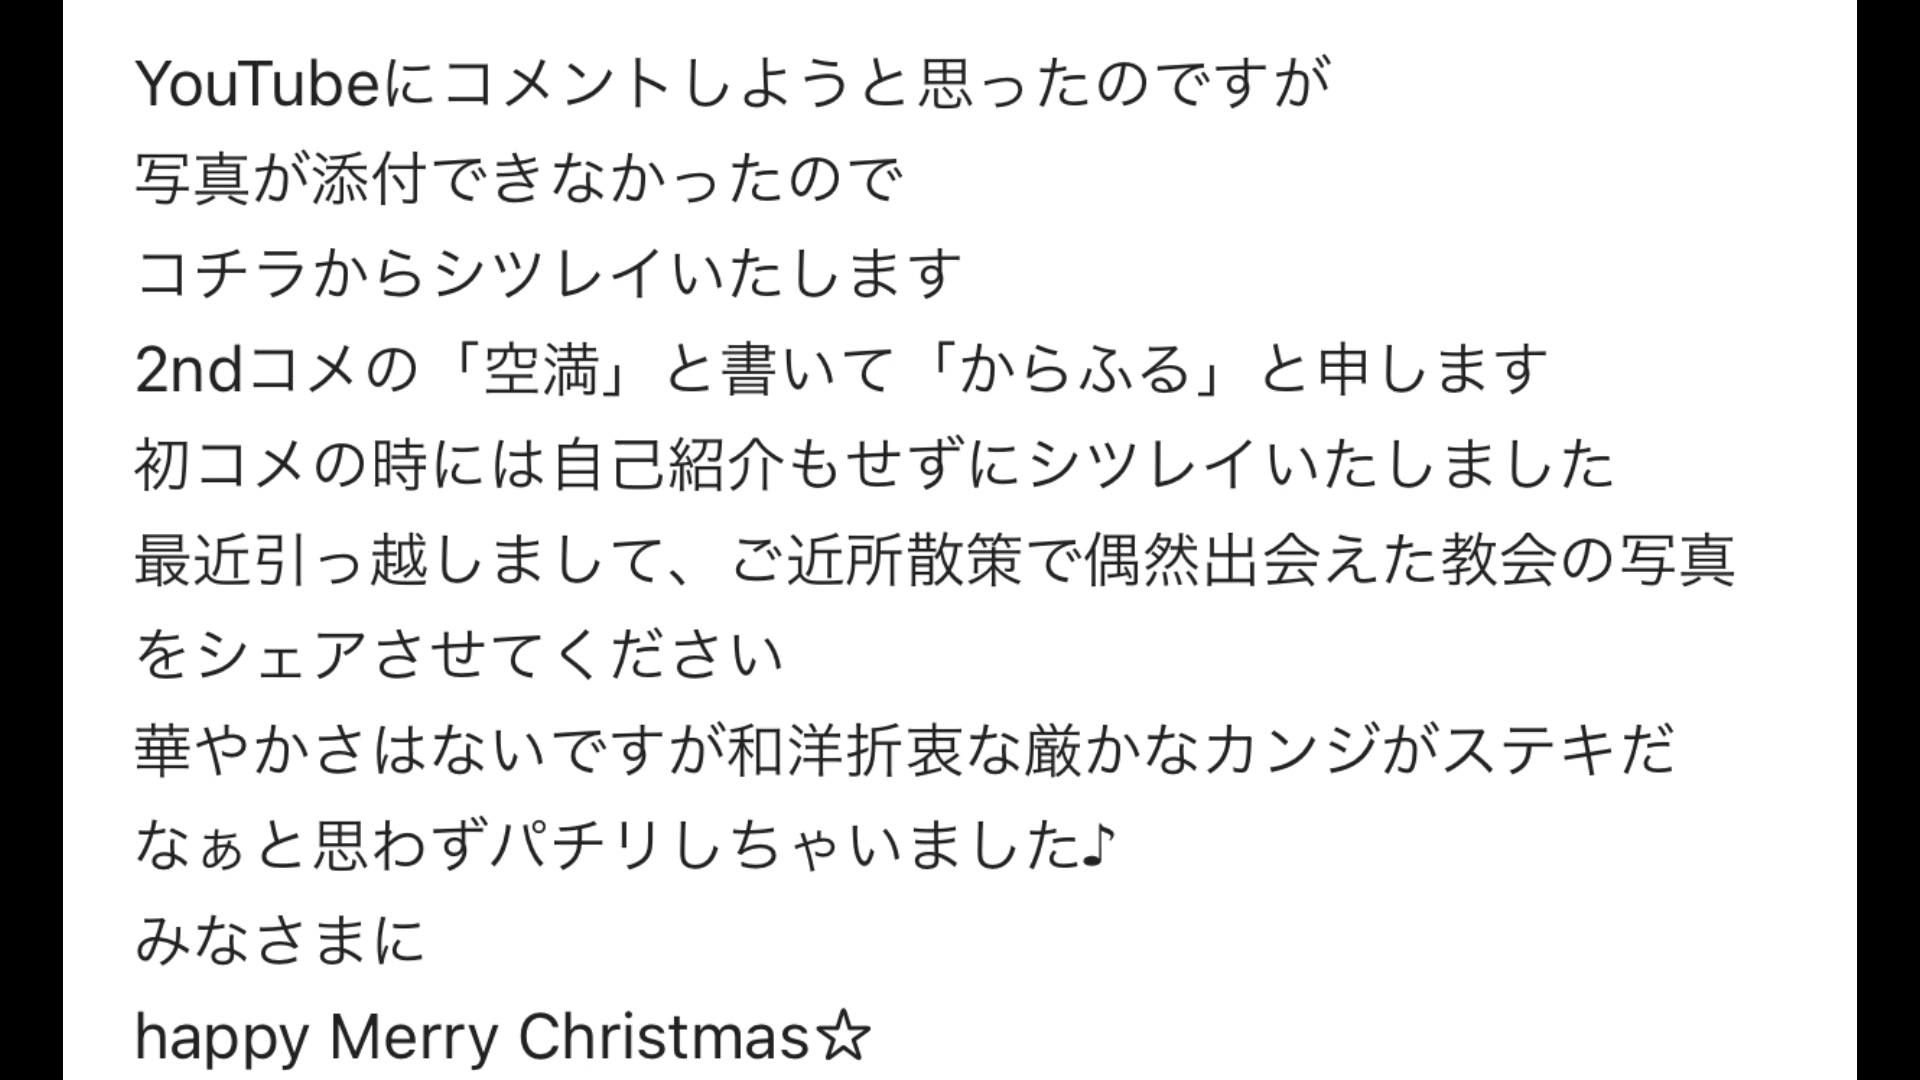 YouTubeにコメントしようと思ったのですが
写真が添付できなかったので
コチラからシツレイいたします
2ndコメの「空満」と書いて「からふる」と申します
初コメの時には自己紹介もせずにシツレイいたしました
最近引っ越しまして、ご近所散策で偶然出会えた教会の写真
をシェアさせてください
華やかさはないですが和洋折衷な厳かなカンジがステキだ
なぁと思わずパチリしちゃいました♪
みなさまに
happy Merry Christmas☆